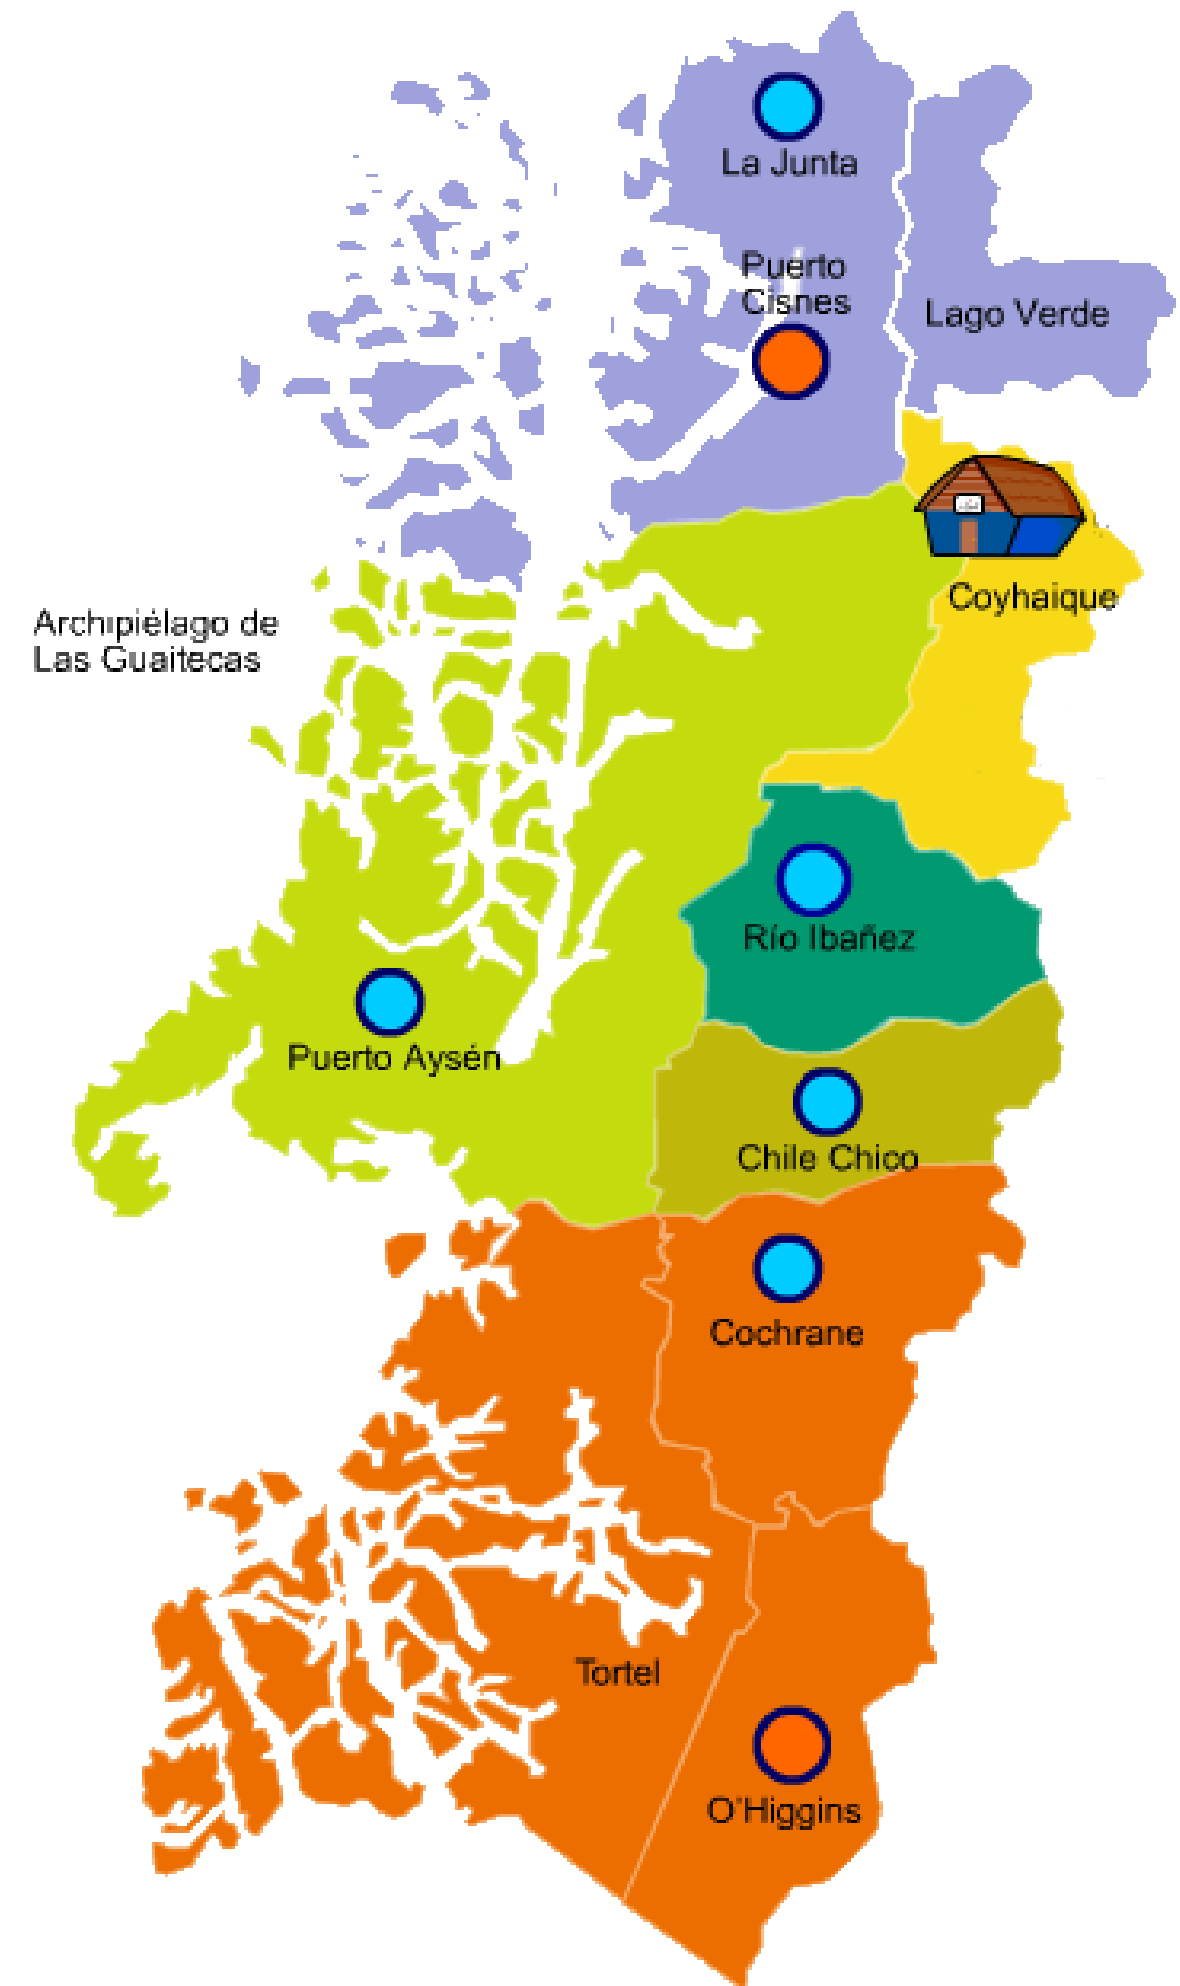 La Junta
Puerto
Cisnes
Lago Verde
Coyhaique
Archipiélago de
Las Guaitecas
Río Ibañez
Puerto Aysén
Chile Chico
Cochrane
Tortel
O'Higgins